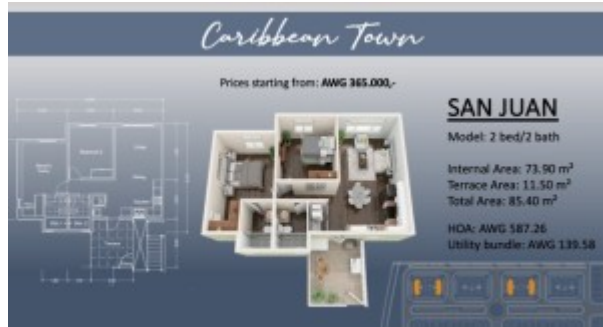 Caribbean Town
Prices starting from: AWG 365.000,-
SAN JUAN
Model: 2 bed/2 bath
Internal Area: 73.90 m²
Terrace Area: 11.50 m²
Total Area: 85.40 m²
HOA: AWG 587.26
Utility bundle: AWG 139.58